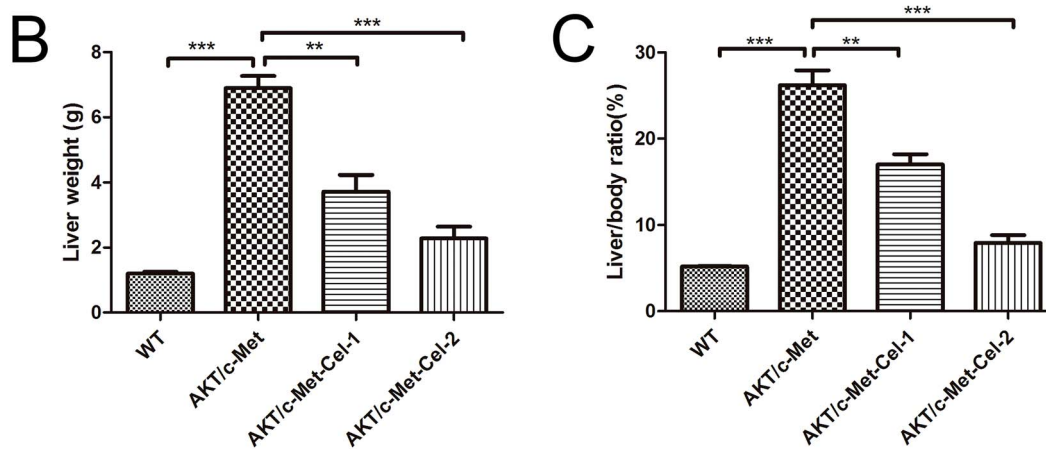 B
***
***
**
8
6
4
2
0
Liver weight (g)
WT
AKT/c-Met
AKT/c-Met-Cel-1
AKT/c-Met-Cel-2
C
***
***
**
30
20
10
0
Liver/body ratio(%)
WT
AKT/c-Met
AKT/c-Met-Cel-1
AKT/c-Met-Cel-2